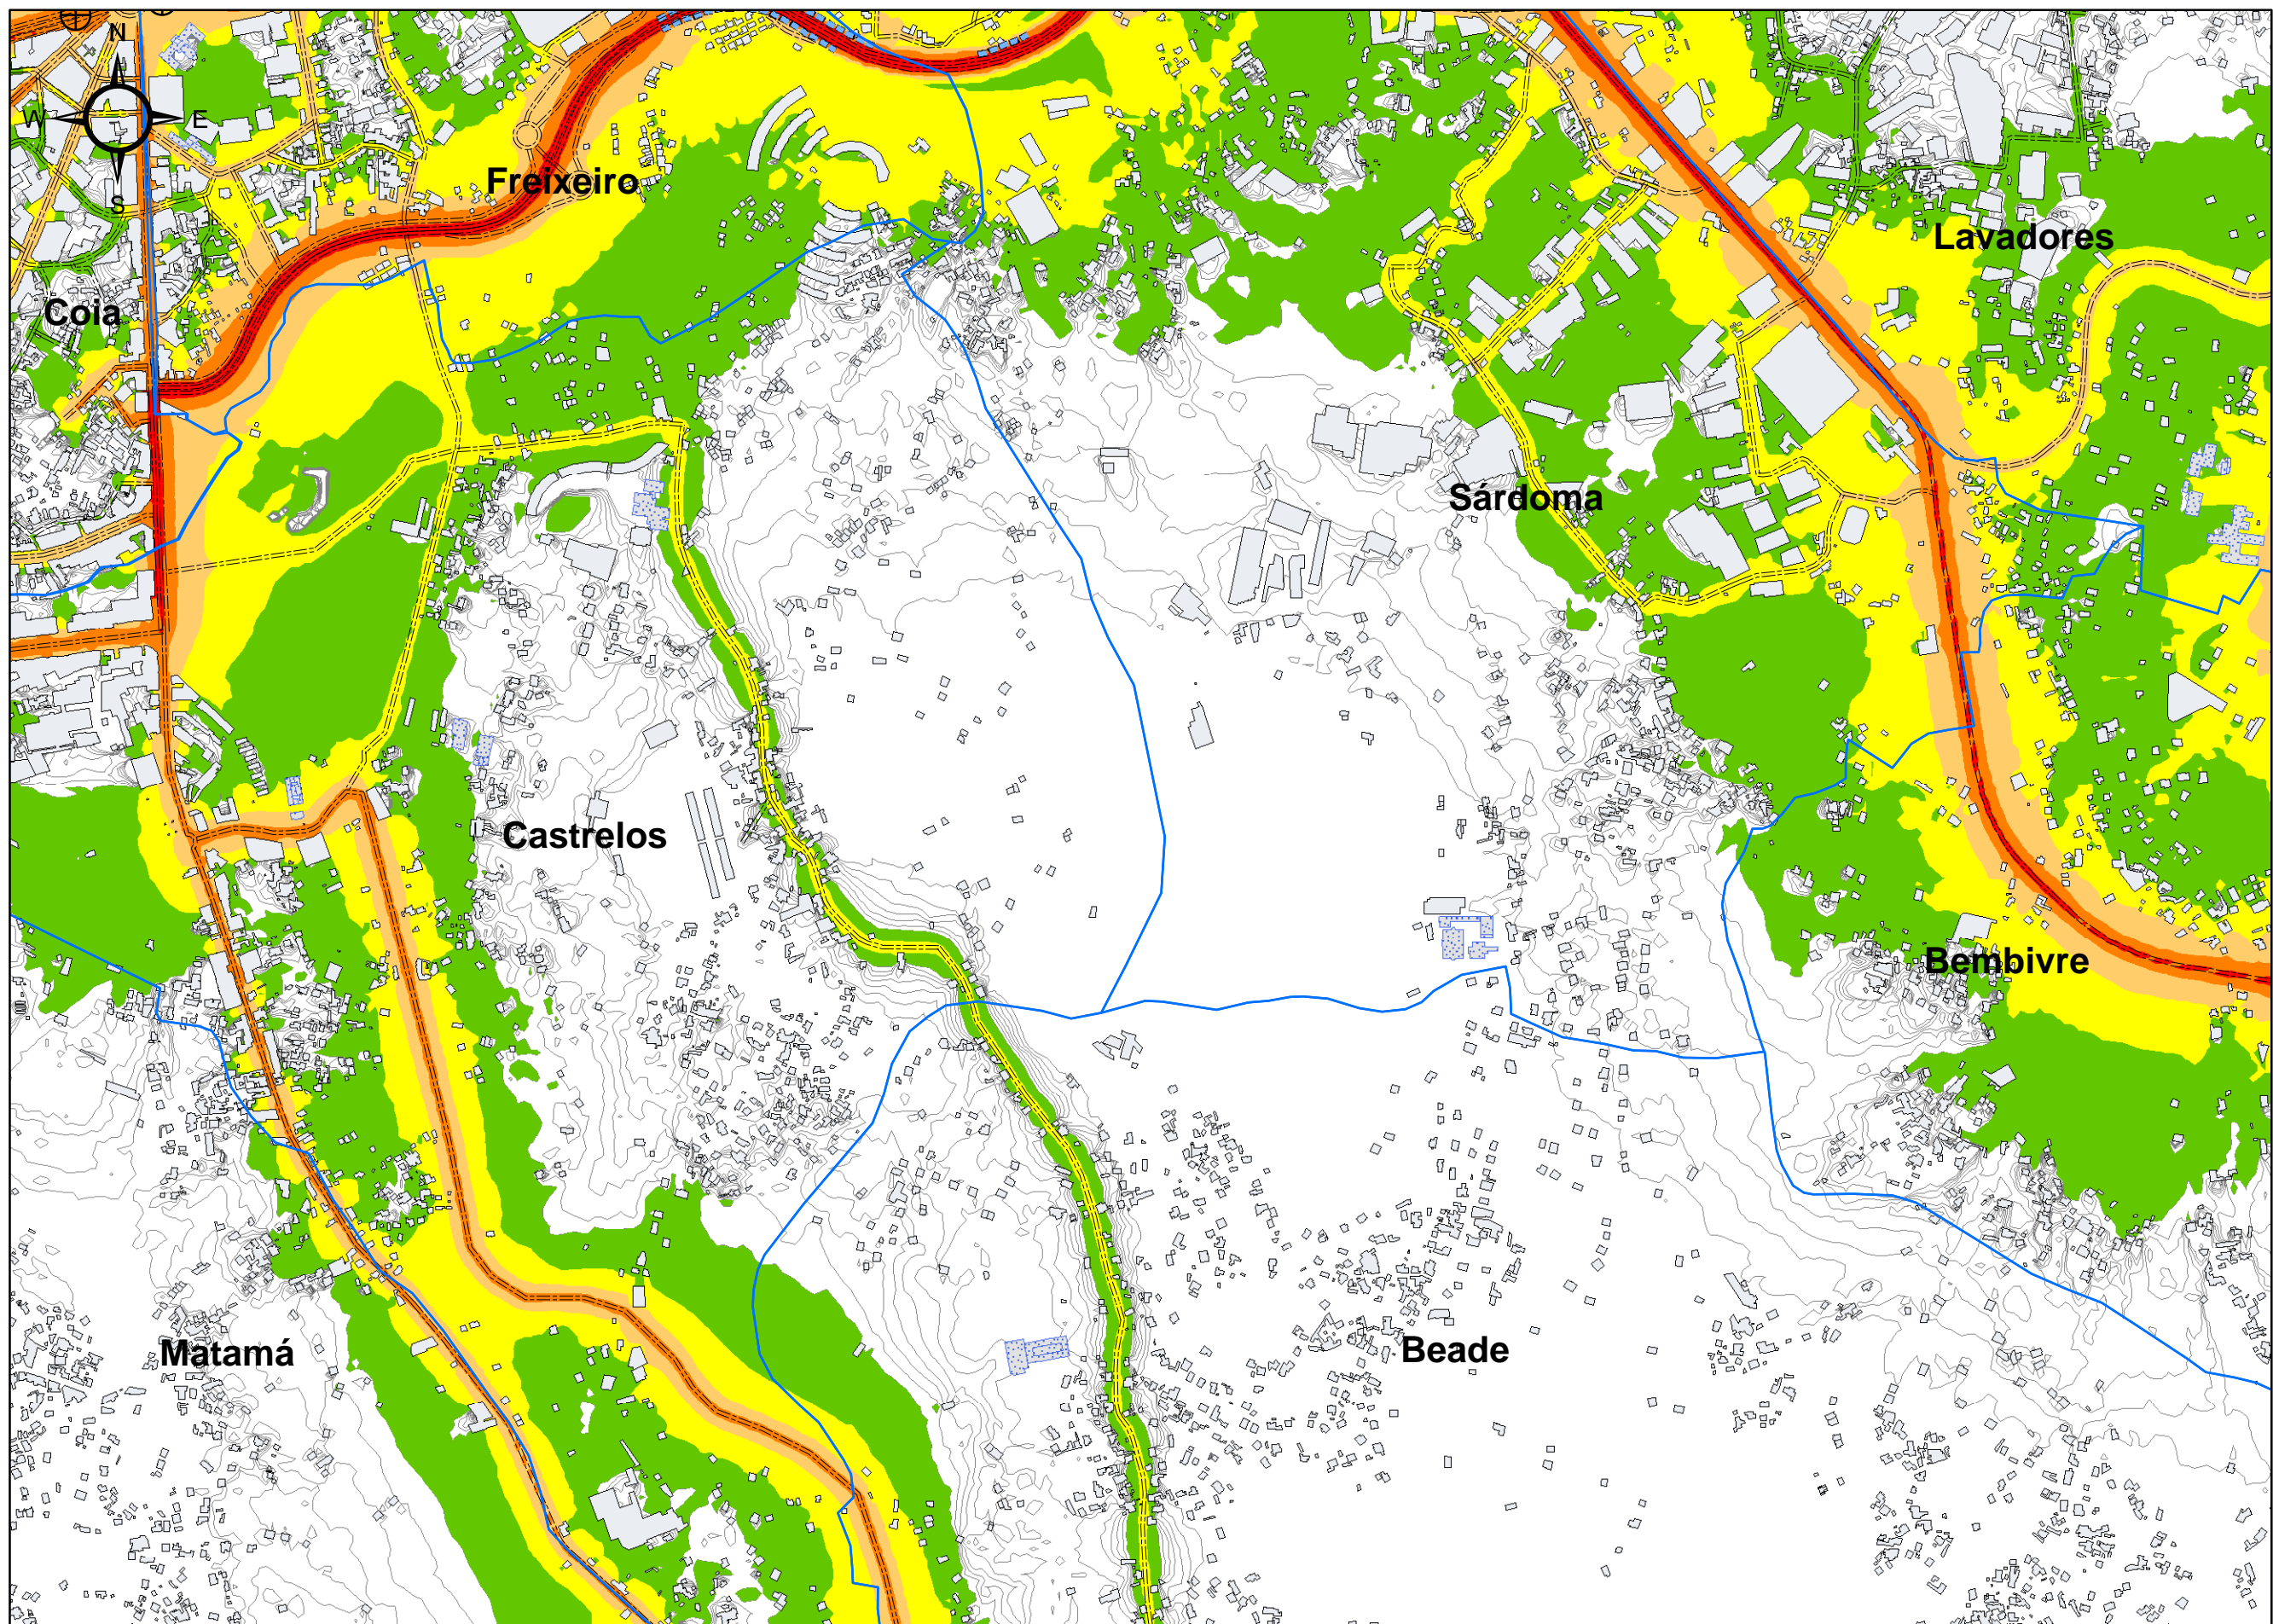 N
W
E
S
Freixeiro
Lavadores
Coia
Sárdoma
Castrelos
Bembivre
Matamá
Beade